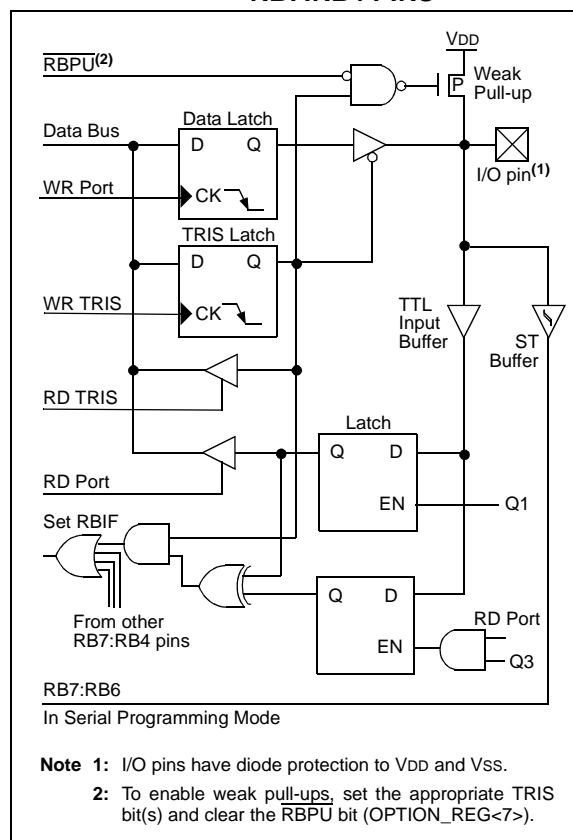 VDD
RBPU(2)
Weak
Pull-up
P
Data Bus
Data Latch
D Q
I/O pin(1)
WR Port
CK
TRIS Latch
D Q
WR TRIS
CK
TTL
Input
Buffer
ST
Buffer
RD TRIS
Latch
Q D
RD Port
EN
Q1
Set RBIF
Q D
RD Port
From other
RB7:RB4 pins
EN
Q3
RB7:RB6
In Serial Programming Mode
Note 1: I/O pins have diode protection to VDD and VSS.
2: To enable weak pull-ups, set the appropriate TRIS
bit(s) and clear the RBPU bit (OPTION_REG<7>).